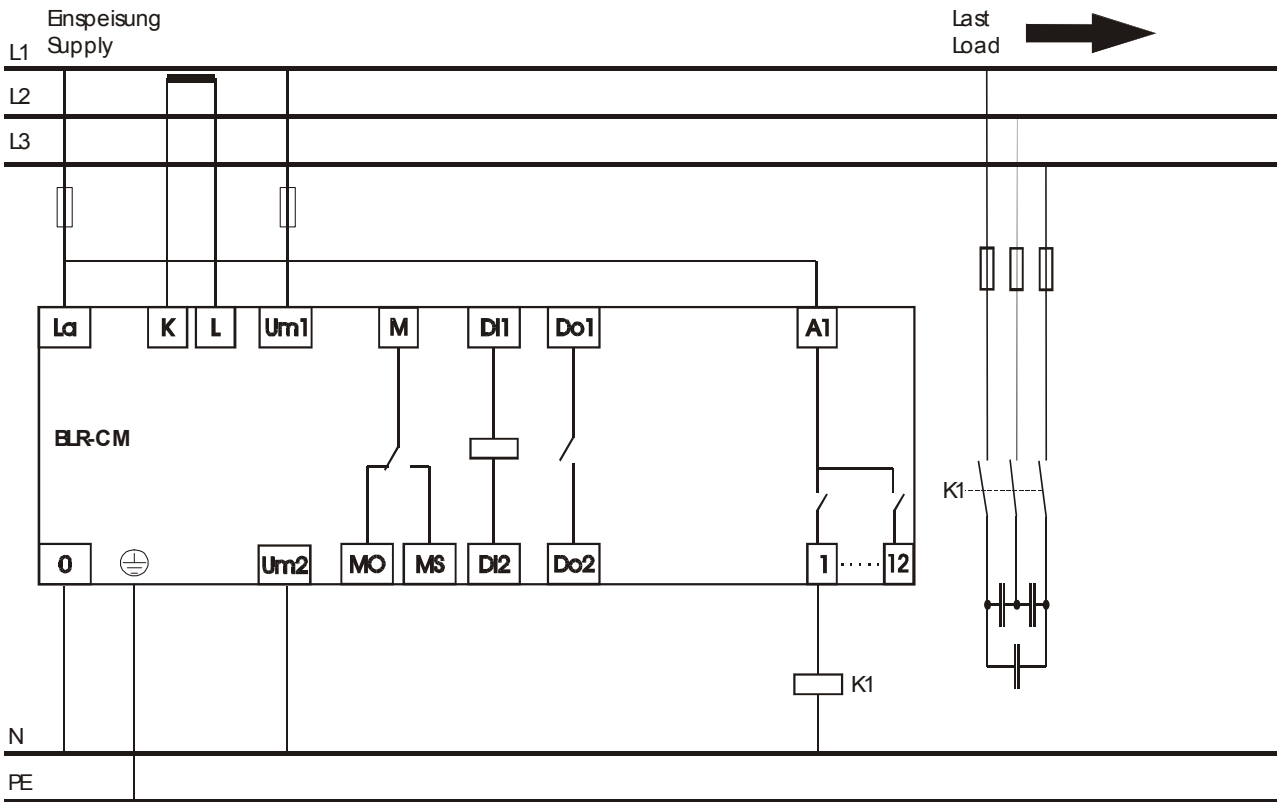 Einspeisung
Supply
Last
Load
L1
L2
L3
La K L Um1 M DI1 Do1 A1
BLR-CM
K1
0 Um2 MO MS DI2 Do2 1 ..... 12
K1
N
PE